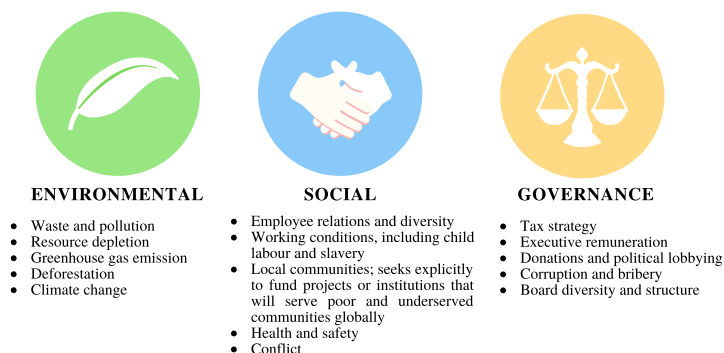 ENVIRONMENTAL
• Waste and pollution
• Resource depletion
• Greenhouse gas emission
• Deforestation
• Climate change
SOCIAL
• Employee relations and diversity
• Working conditions, including child
labour and slavery
• Local communities; seeks explicitly
to fund projects or institutions that
will serve poor and underserved
communities globally
• Health and safety
• Conflict
GOVERNANCE
• Tax strategy
• Executive remuneration
• Donations and political lobbying
• Corruption and bribery
• Board diversity and structure